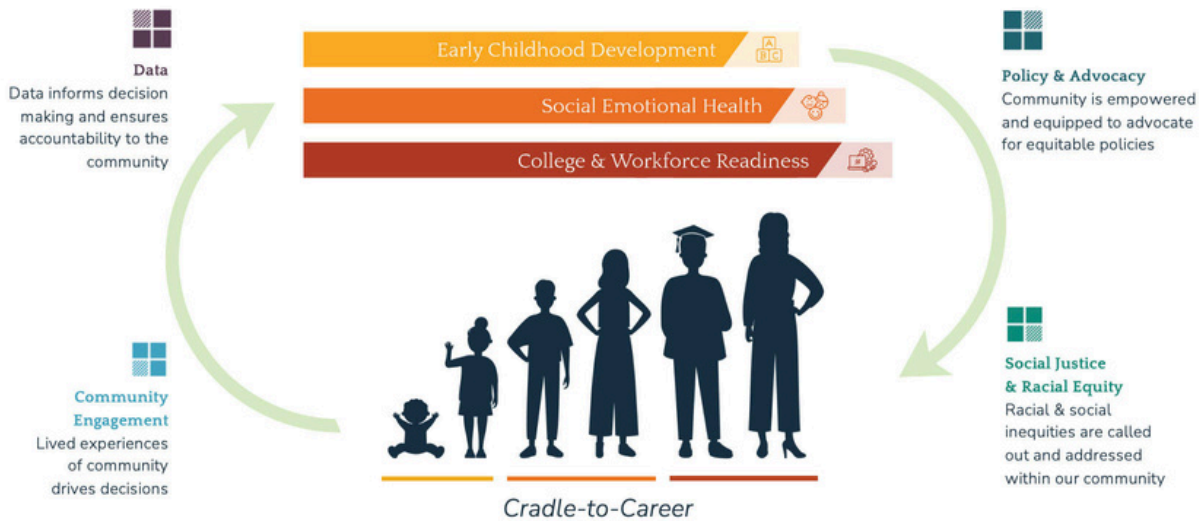 Data
Data informs decision
making and ensures
accountability to the
community
Early Childhood Development
A
B C
Social Emotional Health
College & Workforce Readiness
Policy & Advocacy
Community is empowered
and equipped to advocate
for equitable policies
Community
Engagement
Lived experiences
of community
drives decisions
Social Justice
& Racial Equity
Racial & social
inequities are called
out and addressed
within our community
Cradle-to-Career